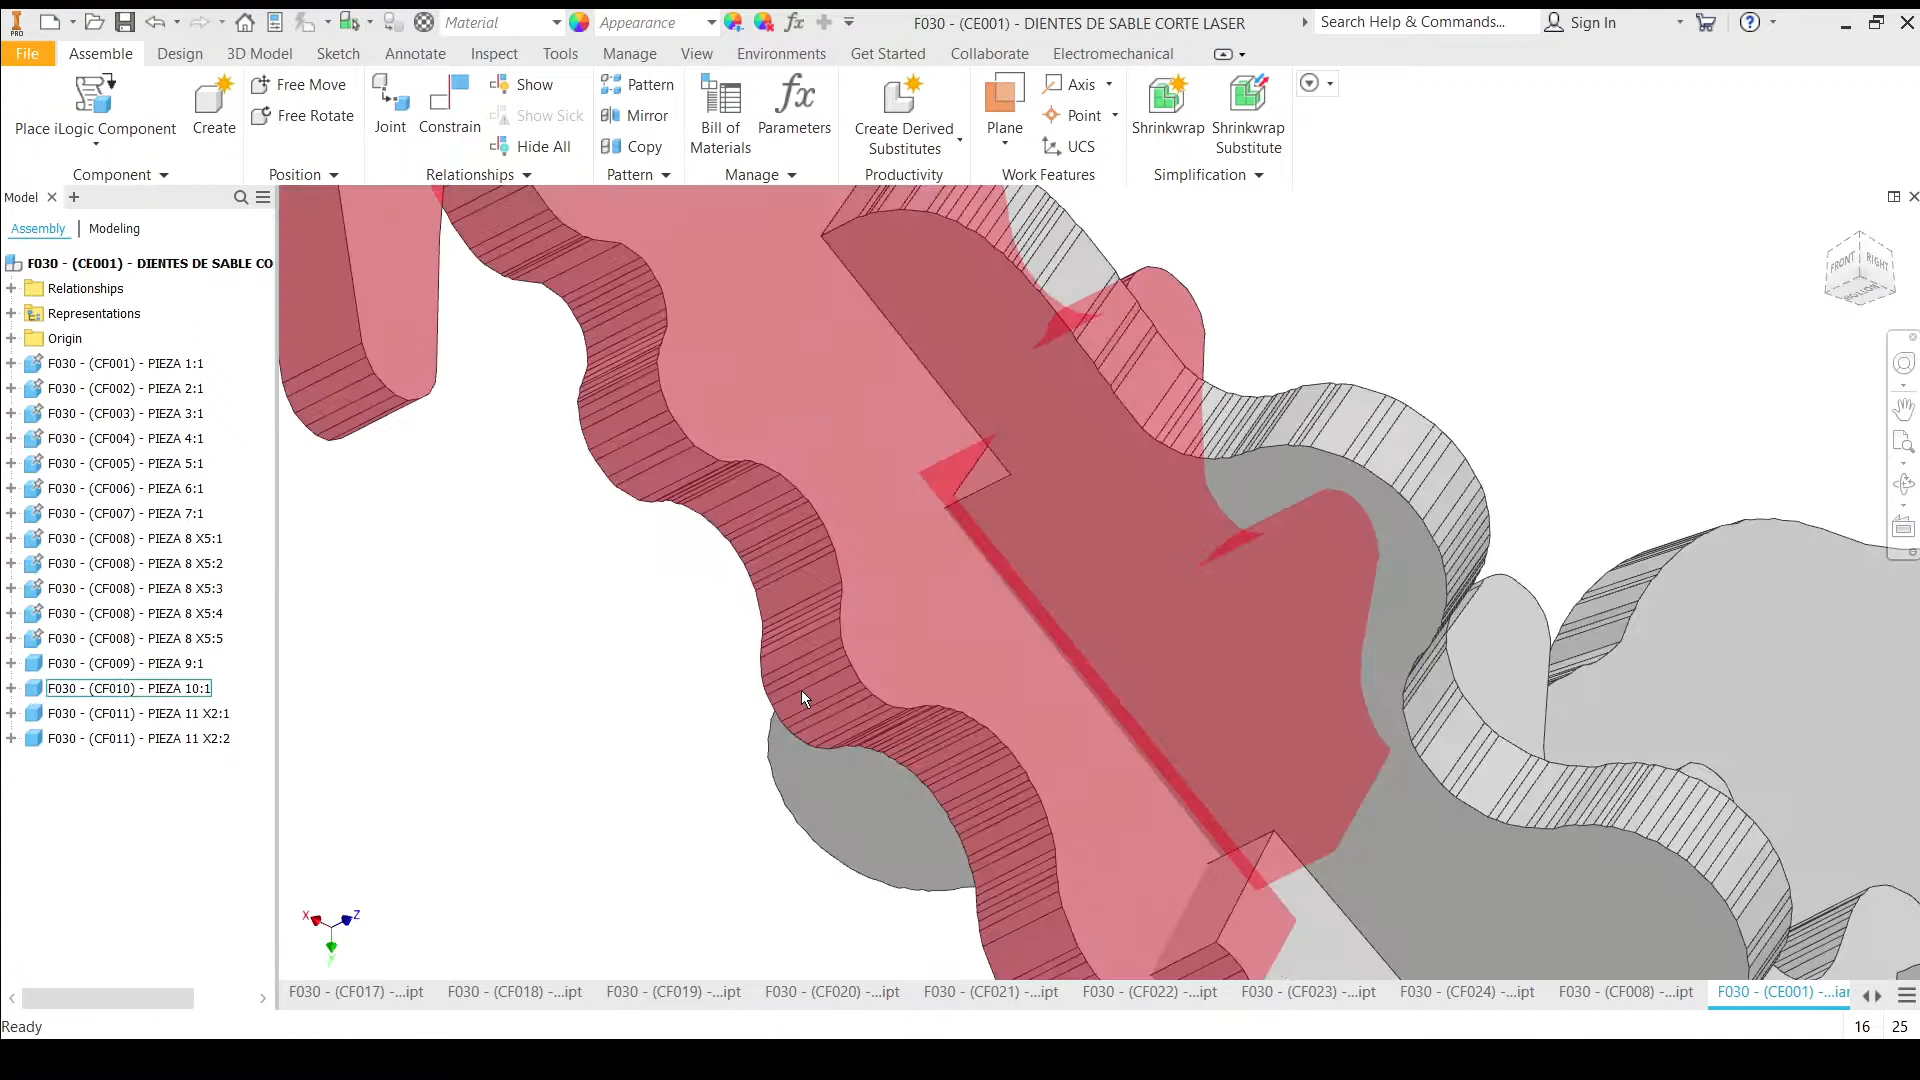 PRO
Material
Appearance
F030 - (CE001) - DIENTES DE SABLE CORTE LASER
Search Help & Commands...
Sign In
File
Assemble
Design
3D Model
Sketch
Annotate
Inspect
Tools
Manage
View
Environments
Get Started
Collaborate
Electromechanical
Place iLogic Component
Create
Component
Free Move
Free Rotate
Position
Joint
Constrain
Show
Show Sick
Hide All
Relationships
Pattern
Mirror
Copy
Pattern
Bill of
Materials
Parameters
Manage
Create Derived
Substitutes
Productivity
Plane
Axis
Point
UCS
Work Features
Shrinkwrap
Shrinkwrap
Substitute
Simplification
Model
Assembly
Modeling
F030 - (CE001) - DIENTES DE SABLE CO
Relationships
Representations
Origin
F030 - (CF001) - PIEZA 1:1
F030 - (CF002) - PIEZA 2:1
F030 - (CF003) - PIEZA 3:1
F030 - (CF004) - PIEZA 4:1
F030 - (CF005) - PIEZA 5:1
F030 - (CF006) - PIEZA 6:1
F030 - (CF007) - PIEZA 7:1
F030 - (CF008) - PIEZA 8 X5:1
F030 - (CF008) - PIEZA 8 X5:2
F030 - (CF008) - PIEZA 8 X5:3
F030 - (CF008) - PIEZA 8 X5:4
F030 - (CF008) - PIEZA 8 X5:5
F030 - (CF009) - PIEZA 9:1
F030 - (CF010) - PIEZA 10:1
F030 - (CF011) - PIEZA 11 X2:1
F030 - (CF011) - PIEZA 11 X2:2
FRONT
RIGHT
BOTTOM
X
Z
Y
F030 - (CF017) -...ipt
F030 - (CF018) -...ipt
F030 - (CF019) -...ipt
F030 - (CF020) -...ipt
F030 - (CF021) -...ipt
F030 - (CF022) -...ipt
F030 - (CF023) -...ipt
F030 - (CF024) -...ipt
F030 - (CF008) -...ipt
F030 - (CE001) -...iam
Ready
16
25